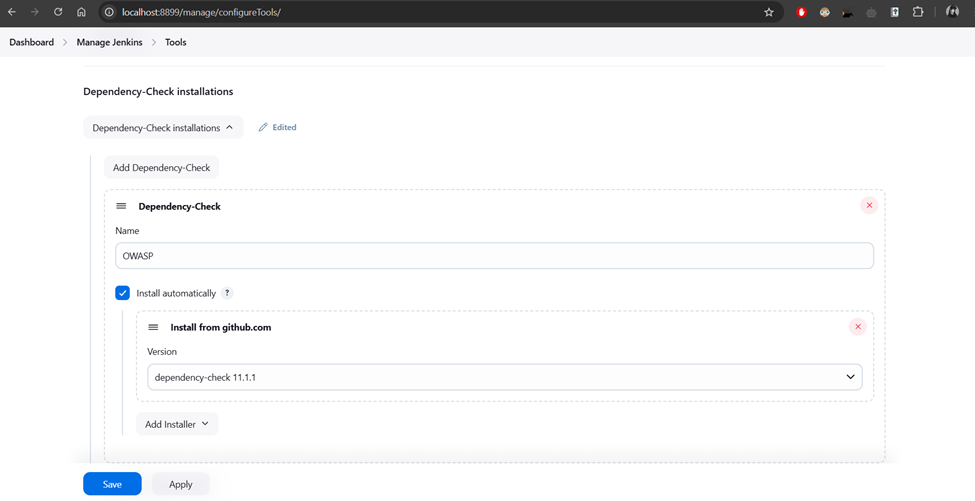 localhost:8899/manage/configureTools/
Dashboard > Manage Jenkins > Tools
Dependency-Check installations
Dependency-Check installations Edited
Add Dependency-Check
Dependency-Check
Name
OWASP
Install automatically ?
Install from github.com
Version
dependency-check 11.1.1
Add Installer
Save Apply